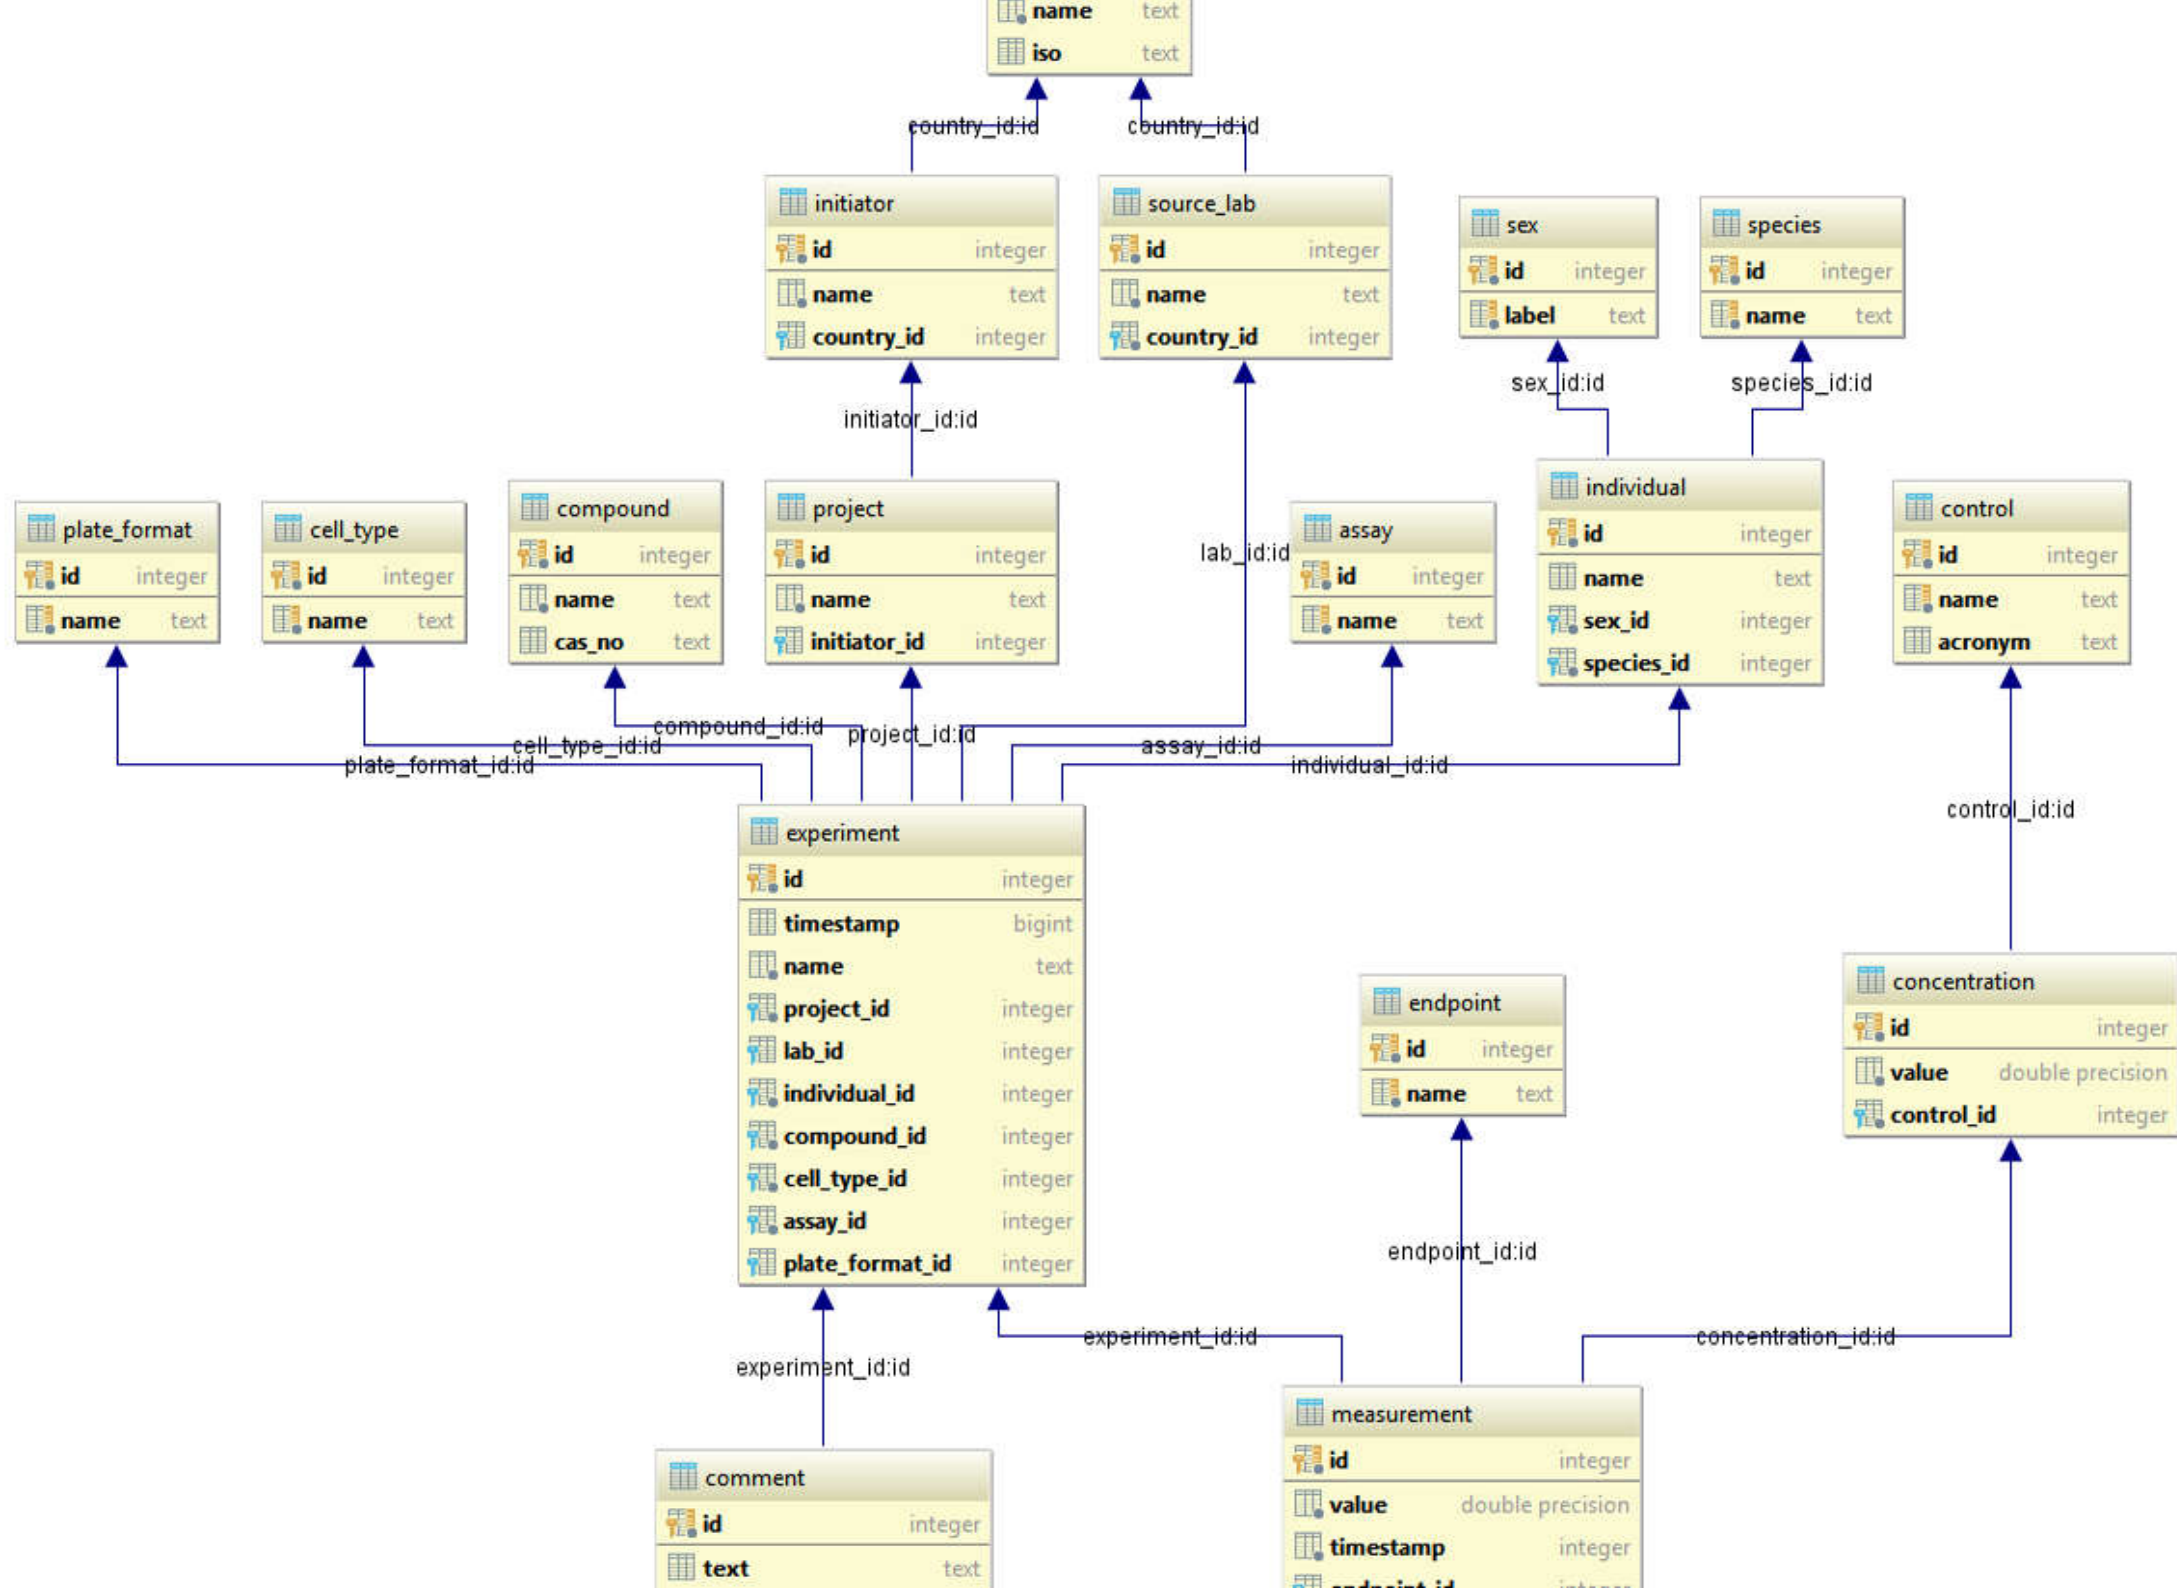 name text
iso text
country_id:id
country_id:id
initiator
id integer
name text
country_id integer
source_lab
id integer
name text
country_id integer
sex
id integer
label text
species
id integer
name text
initiator_id:id
sex_id:id
species_id:id
plate_format
id integer
name text
cell_type
id integer
name text
compound
id integer
name text
cas_no text
project
id integer
name text
initiator_id integer
lab_id:id
assay
id integer
name text
individual
id integer
name text
sex_id integer
species_id integer
control
id integer
name text
acronym text
compound_id:id
project_id:id
cell_type_id:id
assay_id:id
plate_format_id:id
individual_id:id
control_id:id
experiment
id integer
timestamp bigint
name text
project_id integer
lab_id integer
individual_id integer
compound_id integer
cell_type_id integer
assay_id integer
plate_format_id integer
endpoint
id integer
name text
concentration
id integer
value double precision
control_id integer
endpoint_id:id
experiment_id:id
concentration_id:id
experiment_id:id
comment
id integer
text text
measurement
id integer
value double precision
timestamp integer
endpoint_id integer